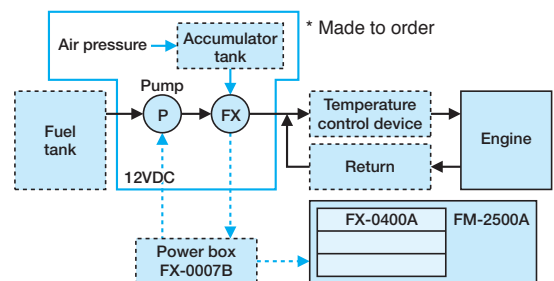 * Made to order
Air pressure
Accumulator
tank
Pump
P
FX
Fuel
tank
Temperature
control device
Engine
Return
12VDC
Power box
FX-0007B
FX-0400A
FM-2500A